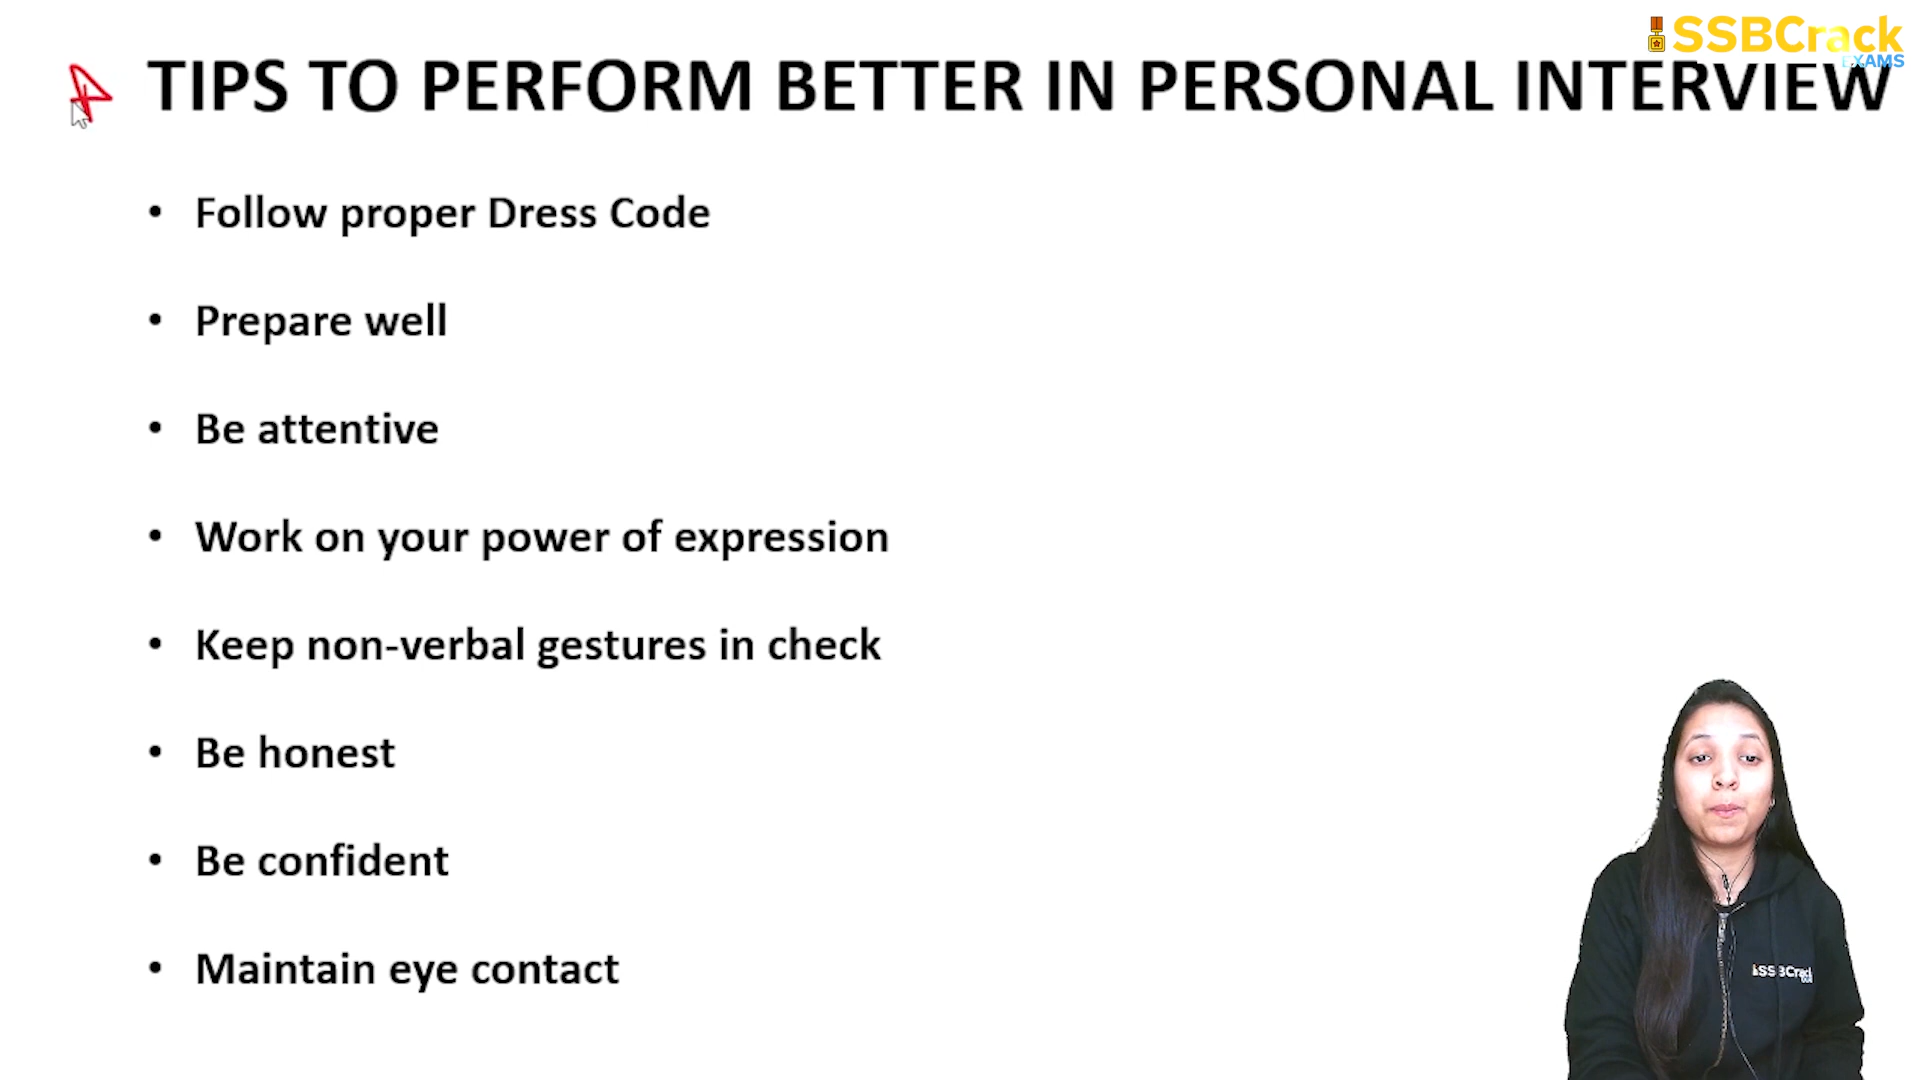 SSBCrack
EXAMS
TIPS TO PERFORM BETTER IN PERSONAL INTERVIEW
• Follow proper Dress Code
• Prepare well
• Be attentive
• Work on your power of expression
• Keep non-verbal gestures in check
• Be honest
• Be confident
• Maintain eye contact
SSBCrack